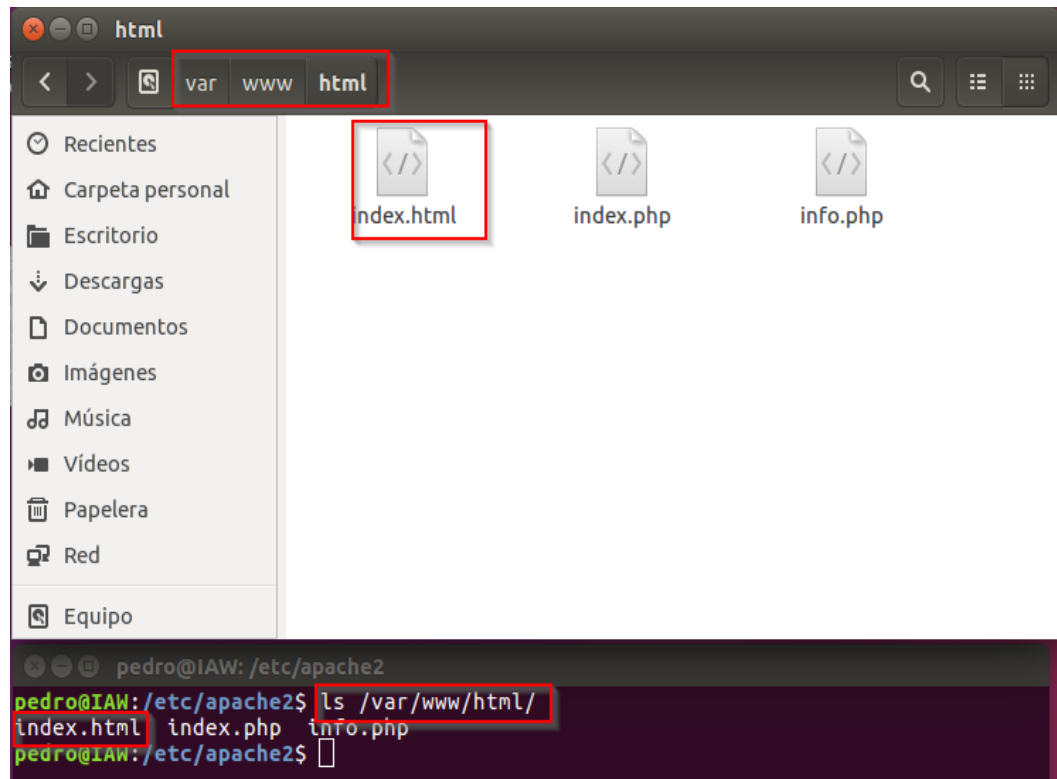 html
var www html
Recientes
Carpeta personal
Escritorio
Descargas
Documentos
Imágenes
Música
Vídeos
Papelera
Red
Equipo
index.html index.php info.php
pedro@IAW: /etc/apache2
pedro@IAW:/etc/apache2$ ls /var/www/html/
index.html index.php info.php
pedro@IAW:/etc/apache2$